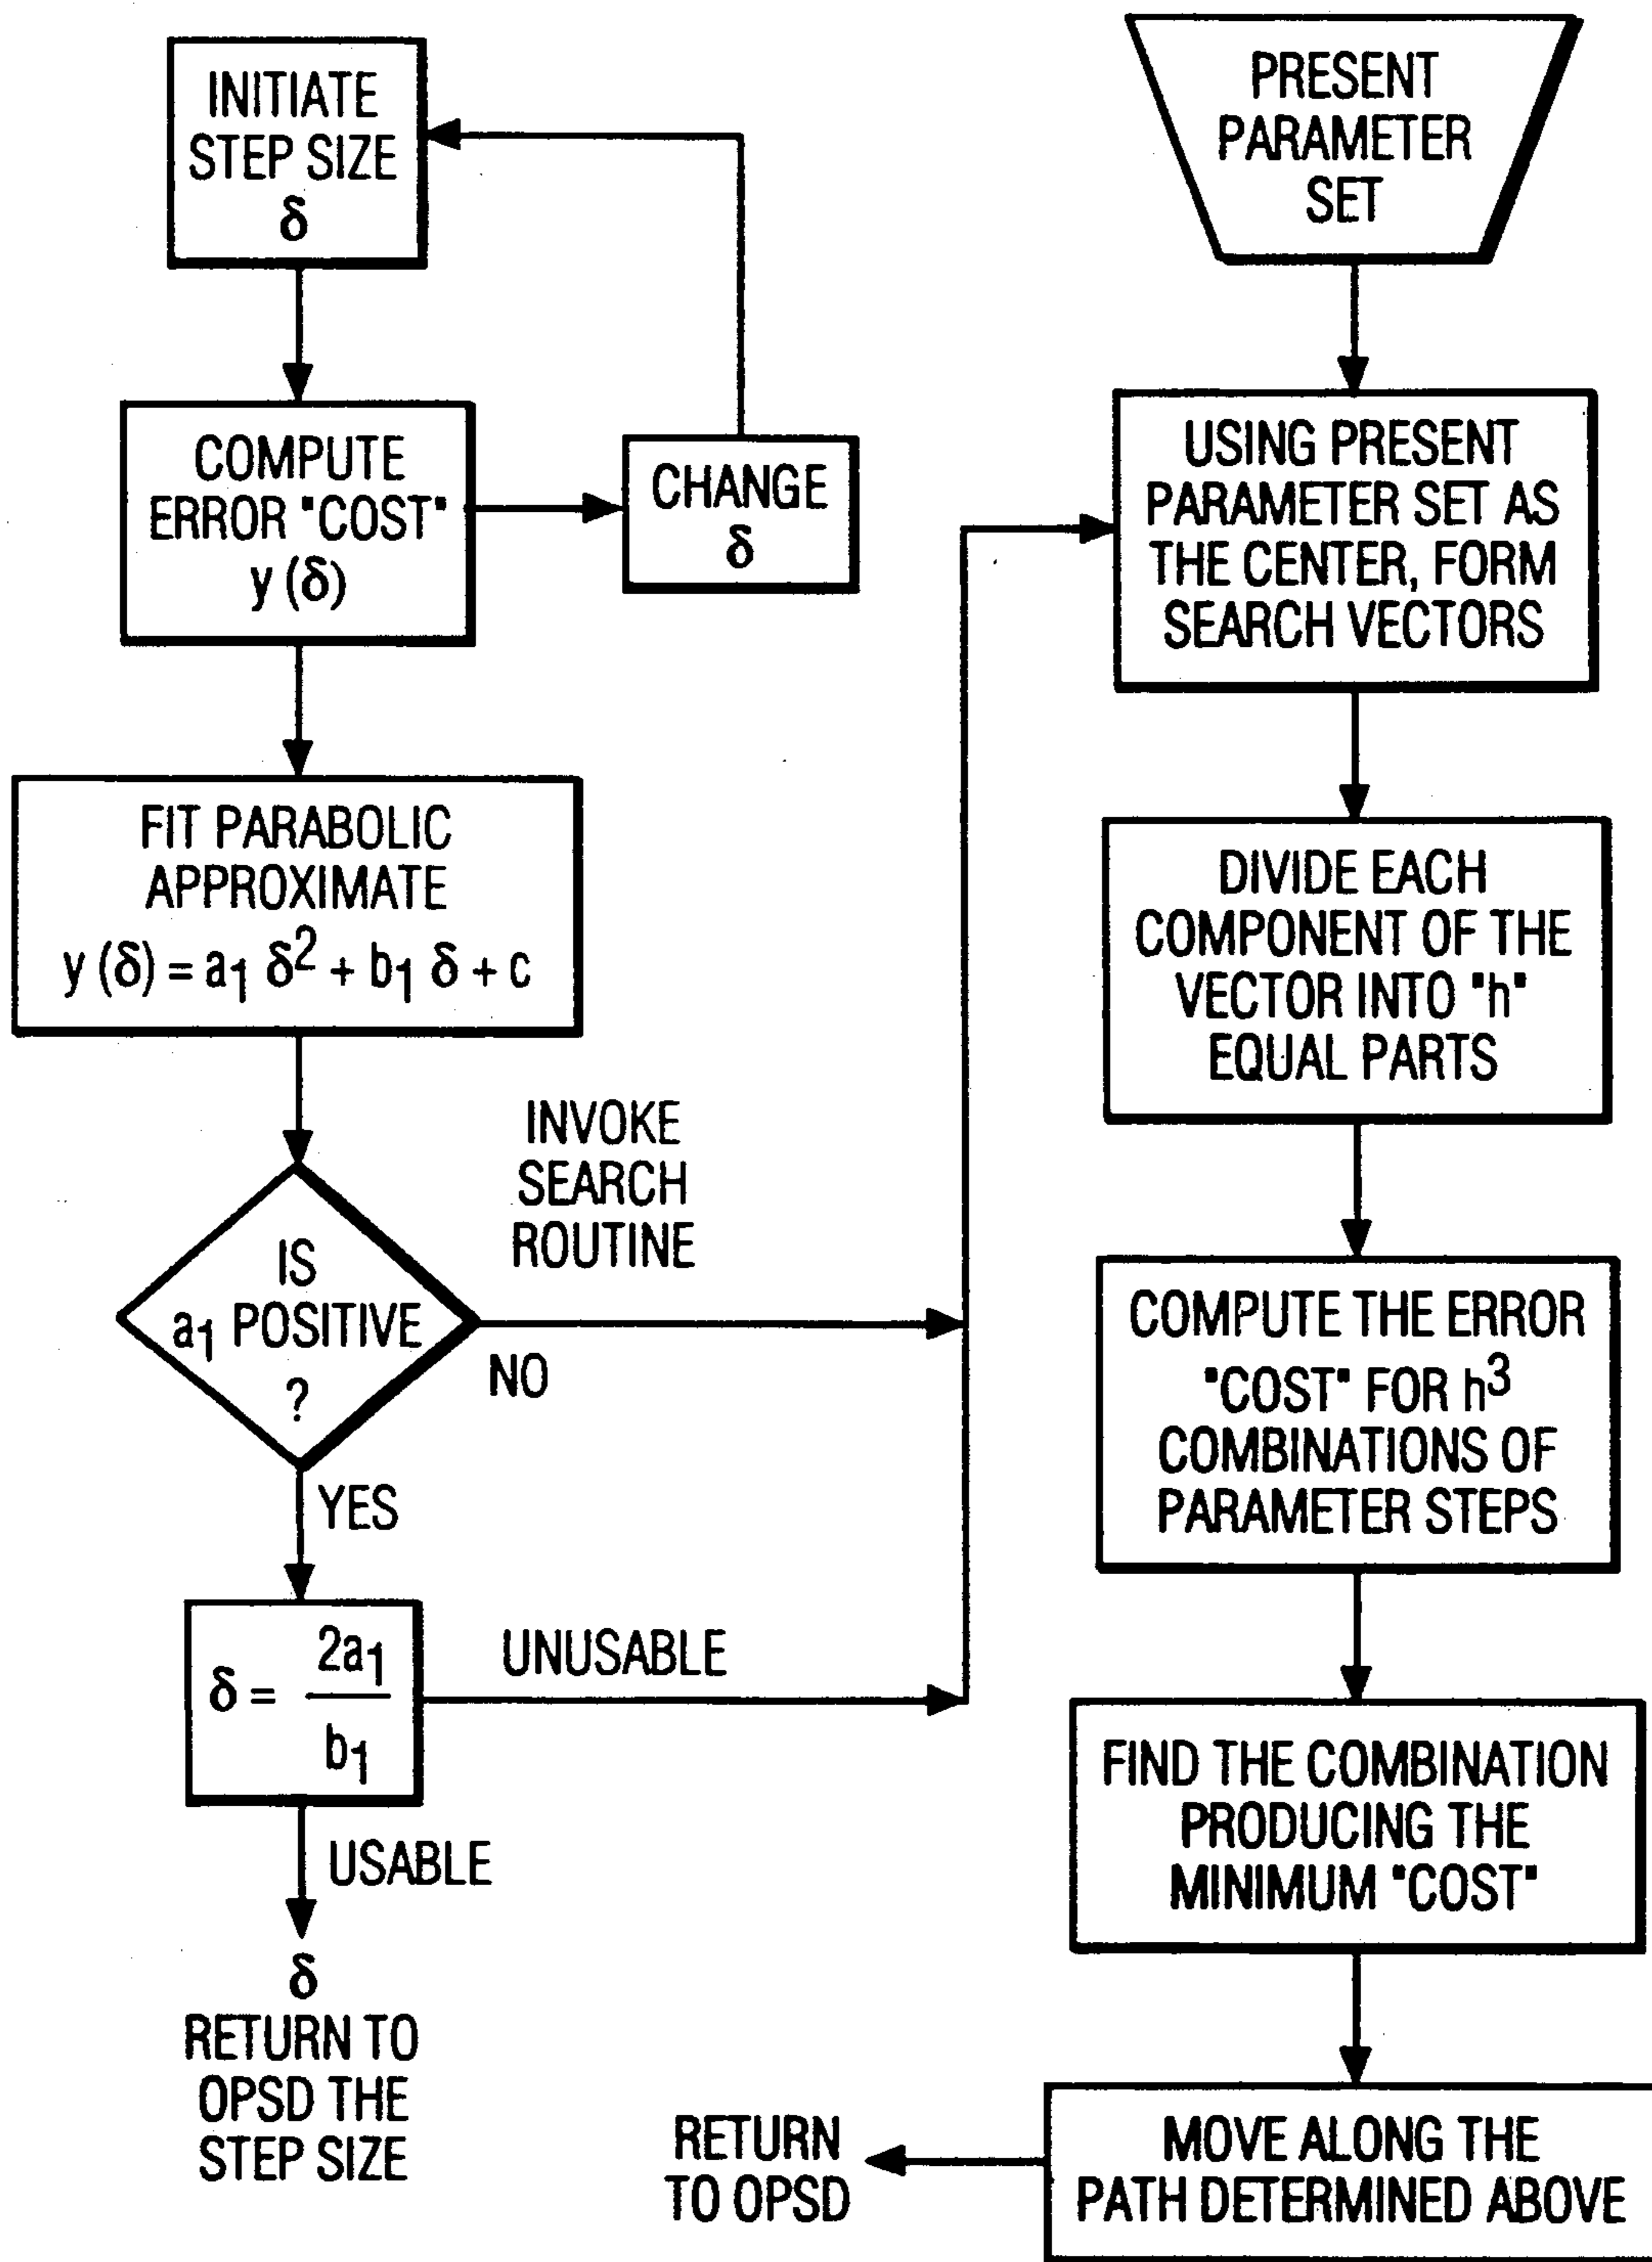 INITIATE
STEP SIZE
δ
COMPUTE
ERROR "COST"
y (δ)
CHANGE
δ
FIT PARABOLIC
APPROXIMATE
y (δ) = a₁ δ² + b₁ δ + c
IS
a₁ POSITIVE
?
INVOKE
SEARCH
ROUTINE
NO
YES
δ = 2a₁
b₁
UNUSABLE
USABLE
δ
RETURN TO
OPSD THE
STEP SIZE
PRESENT
PARAMETER
SET
USING PRESENT
PARAMETER SET AS
THE CENTER, FORM
SEARCH VECTORS
DIVIDE EACH
COMPONENT OF THE
VECTOR INTO "h"
EQUAL PARTS
COMPUTE THE ERROR
"COST" FOR h³
COMBINATIONS OF
PARAMETER STEPS
FIND THE COMBINATION
PRODUCING THE
MINIMUM "COST"
MOVE ALONG THE
PATH DETERMINED ABOVE
RETURN
TO OPSD